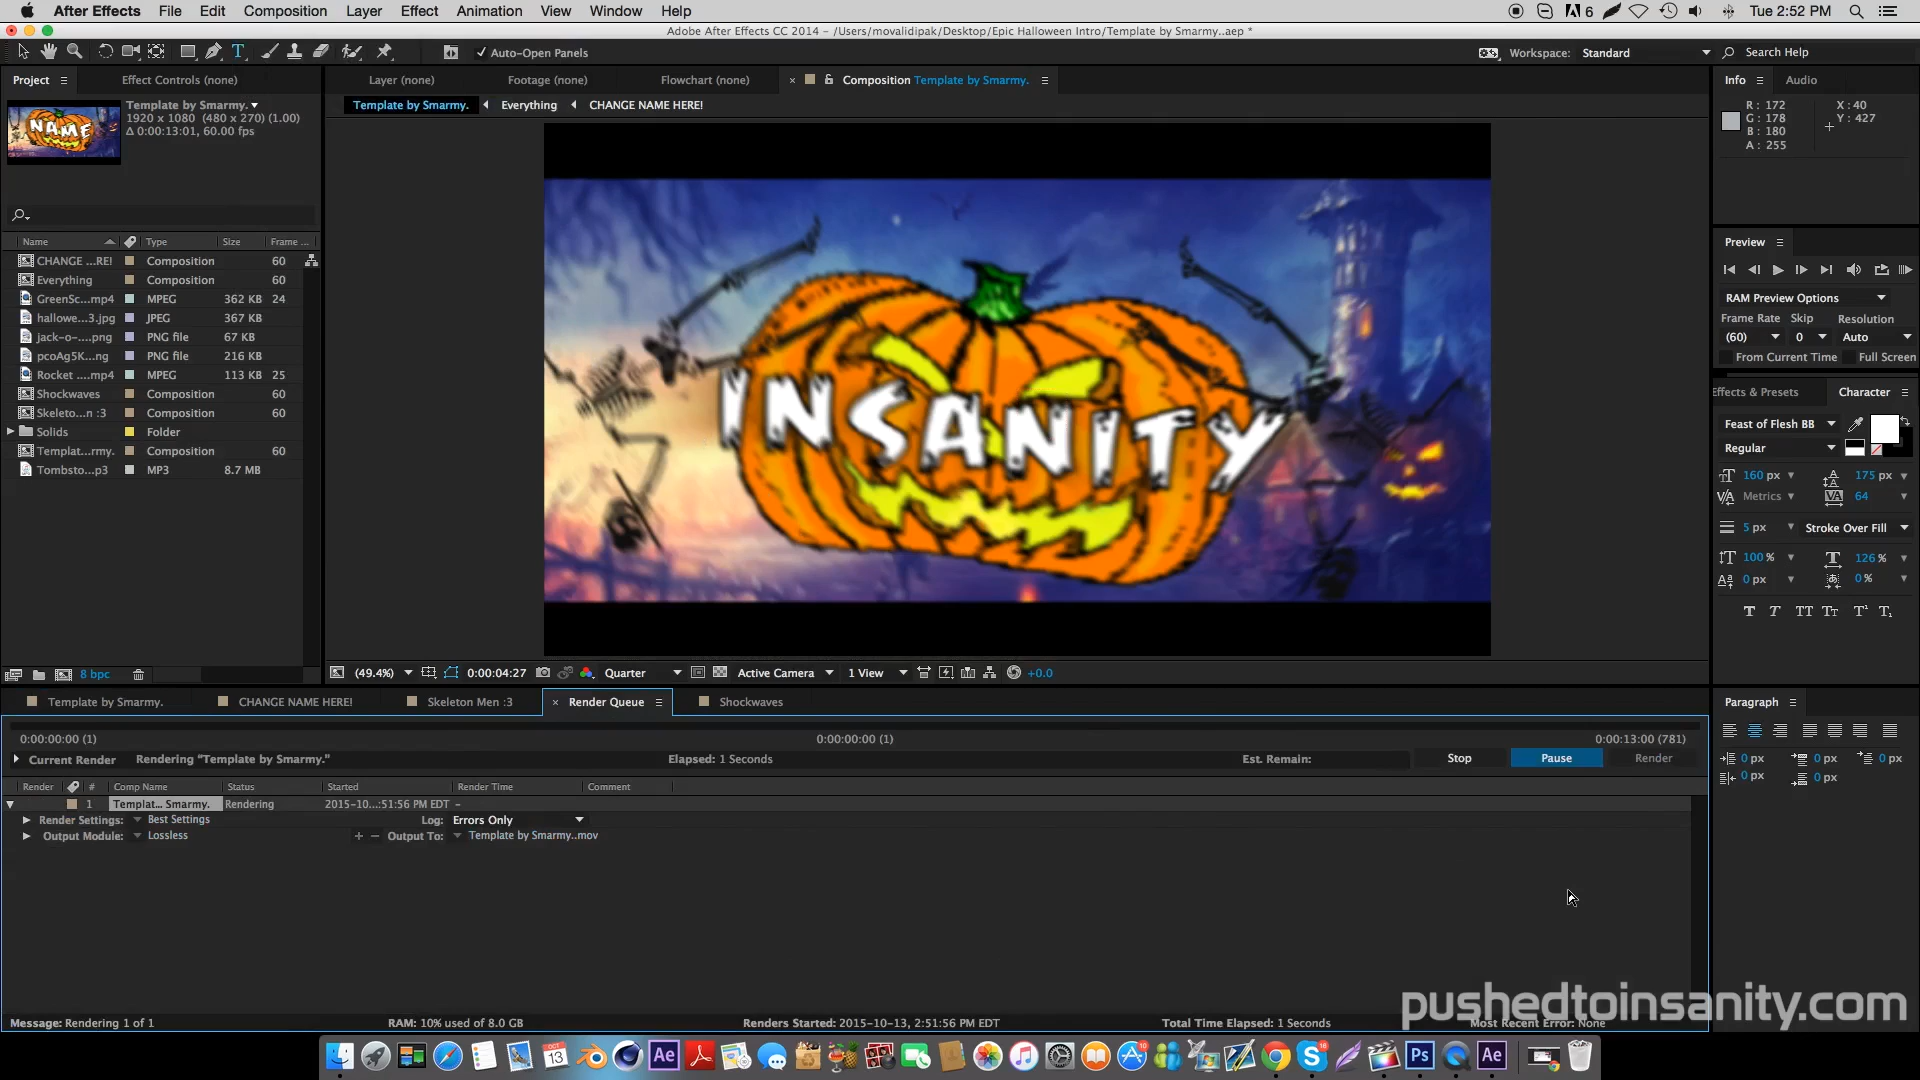 After Effects File Edit Composition Layer Effect Animation View Window Help 6 Tue 2:52 PM
Adobe After Effects CC 2014 - /Users/movalidipak/Desktop/Epic Halloween Intro/Template by Smarmy..aep *
Auto-Open Panels Workspace: Standard Search Help
Project Effect Controls (none) Layer (none) Footage (none) Flowchart (none) Composition Template by Smarmy. Info Audio
Template by Smarmy.
1920 x 1080 (480 x 270) (1.00)
Δ 0:00:13:01, 60.00 fps
Template by Smarmy. Everything CHANGE NAME HERE!
R: 172 X: 40
G: 178 Y: 427
B: 180
A: 255
NAME
INSANITY
Name Type Size Frame ...
CHANGE ...RE! Composition 60
Everything Composition 60
GreenSc...mp4 MPEG 362 KB 24
hallowe...3.jpg JPEG 367 KB
jack-o-....png PNG file 67 KB
pcoAg5K...ng PNG file 216 KB
Rocket ....mp4 MPEG 113 KB 25
Shockwaves Composition 60
Skeleto...n :3 Composition 60
Solids Folder
Templat...rmy. Composition 60
Tombsto...p3 MP3 8.7 MB
8 bpc
Preview
RAM Preview Options
Frame Rate Skip Resolution
(60) 0 Auto
From Current Time Full Screen
Effects & Presets Character
Feast of Flesh BB
Regular
160 px 175 px
Metrics 64
5 px Stroke Over Fill
100 % 126 %
0 px 0 %
T T TT Tt T¹ T₁
(49.4%) 0:00:04:27 Quarter Active Camera 1 View +0.0
Template by Smarmy. CHANGE NAME HERE! Skeleton Men :3 Render Queue Shockwaves
Paragraph
0 px 0 px 0 px
0 px 0 px
0:00:00:00 (1) 0:00:00:00 (1) 0:00:13:00 (781)
Current Render Rendering "Template by Smarmy." Elapsed: 1 Seconds Est. Remain: Stop Pause Render
Render # Comp Name Status Started Render Time Comment
1 Templat... Smarmy. Rendering 2015-10...:51:56 PM EDT -
Render Settings: Best Settings Log: Errors Only
Output Module: Lossless + − Output To: Template by Smarmy..mov
Message: Rendering 1 of 1 RAM: 10% used of 8.0 GB Renders Started: 2015-10-13, 2:51:56 PM EDT Total Time Elapsed: 1 Seconds Most Recent Error: None
pushedtoinsanity.com
OCT 13 Ae Ps Ae